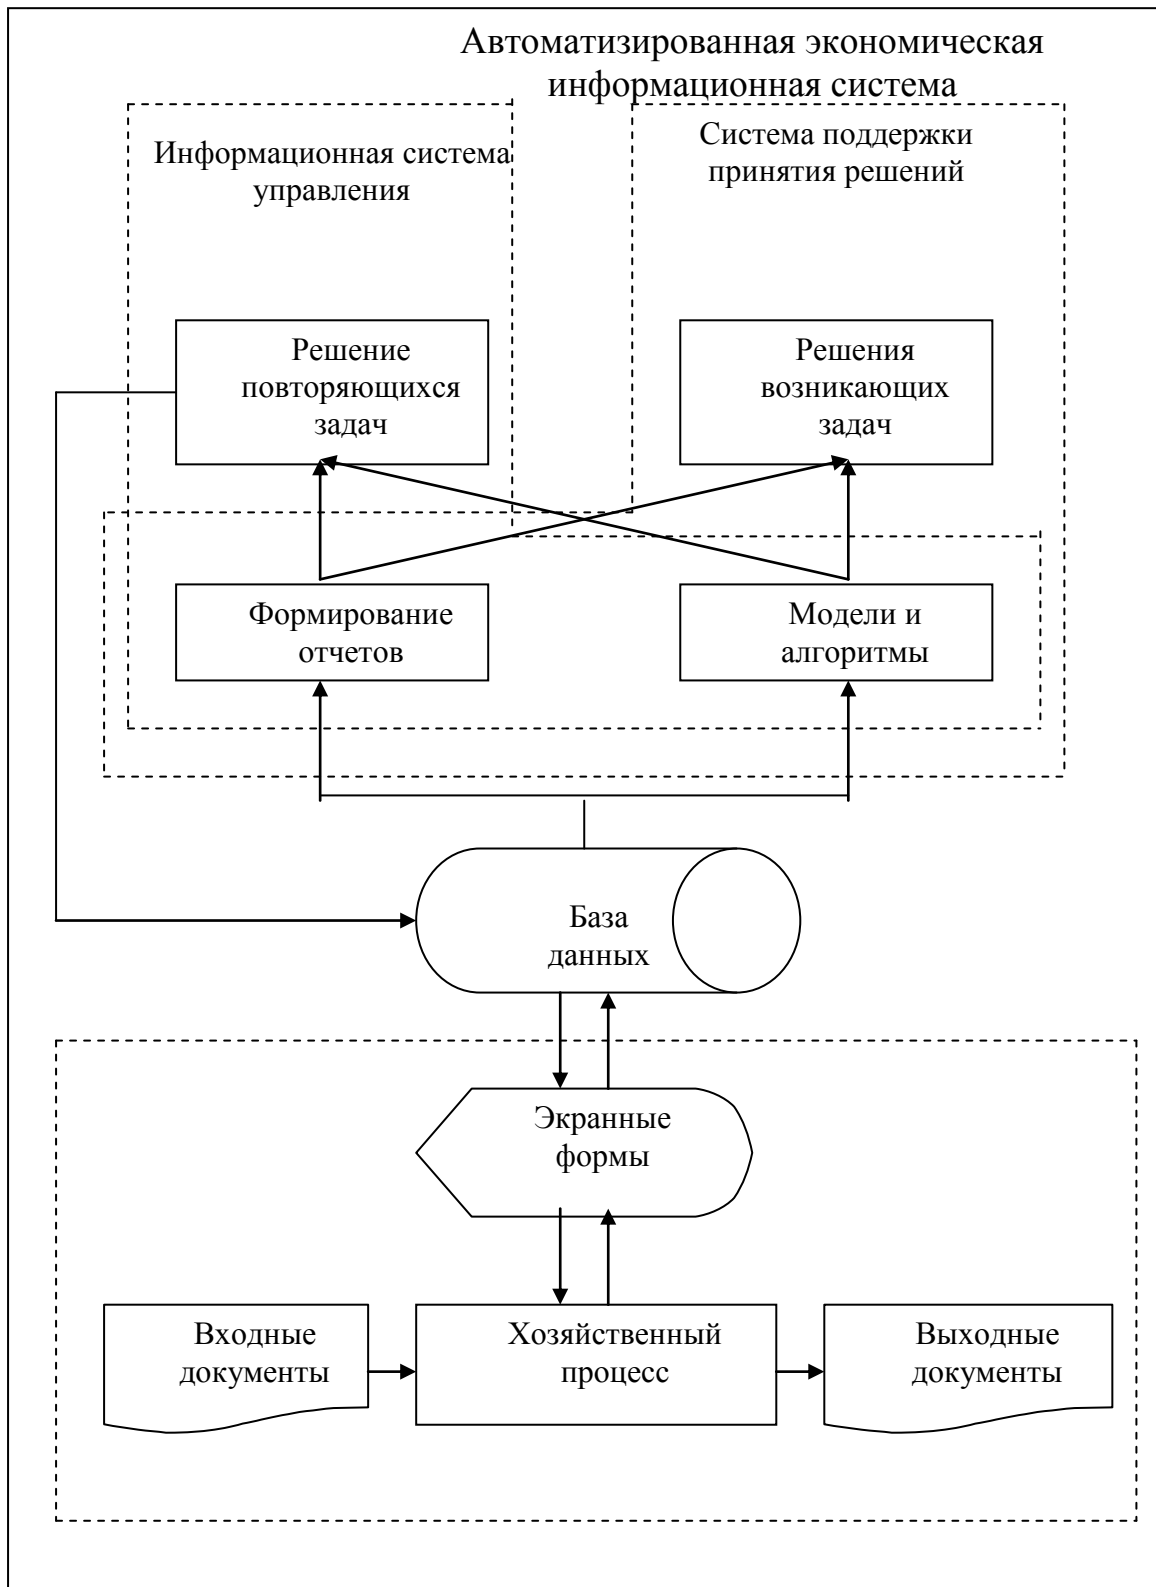 Автоматизированная экономическая
информационная система
Информационная система
управления
Система поддержки
принятия решений
Решение
повторяющихся
задач
Решения
возникающих
задач
Формирование
отчетов
Модели и
алгоритмы
База
данных
Экранные
формы
Входные
документы
Хозяйственный
процесс
Выходные
документы